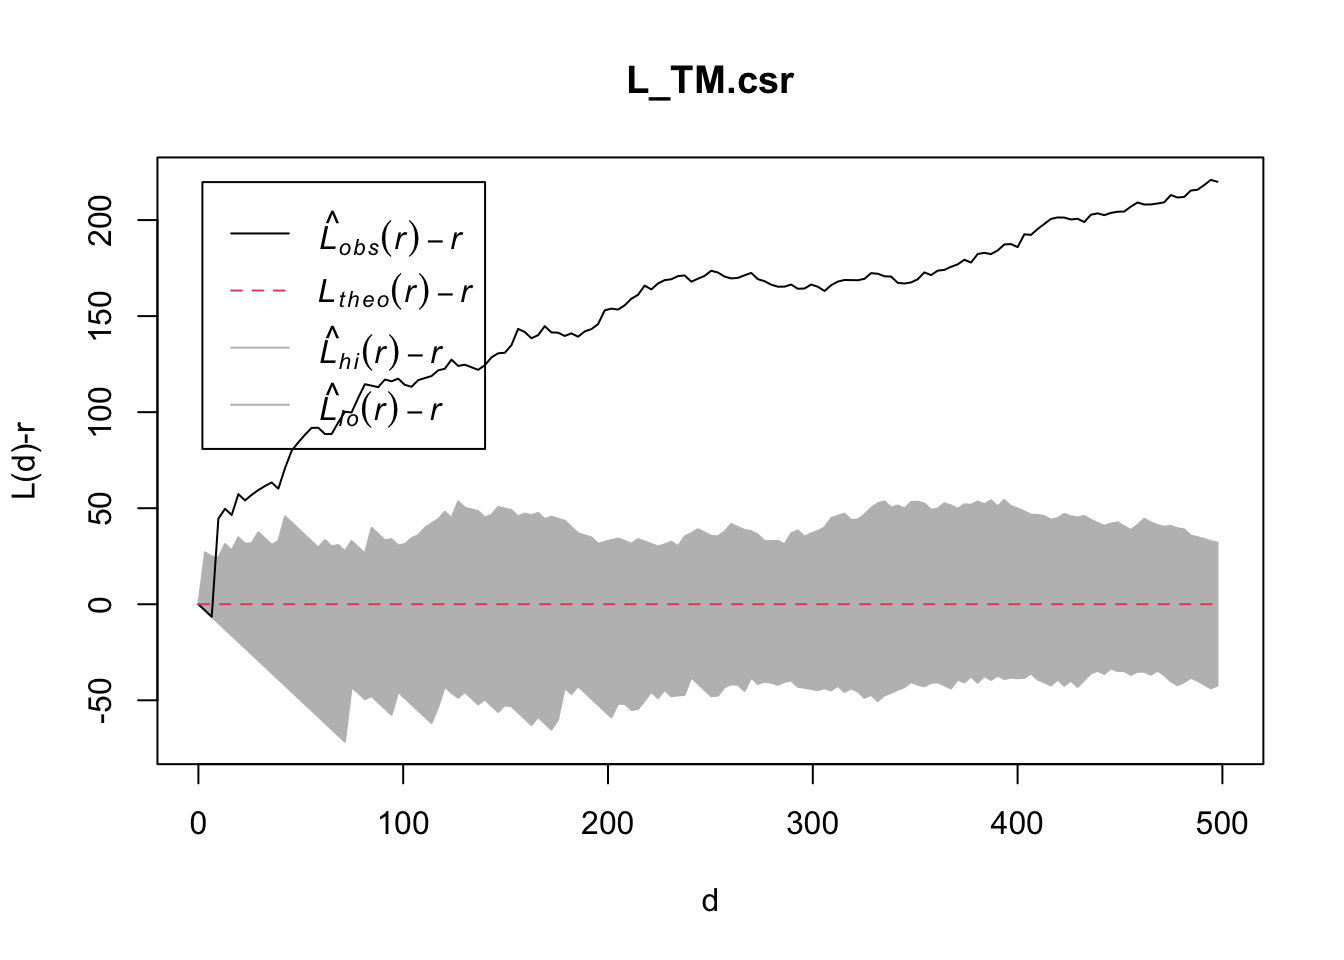 L_TM.csr
L(d)-r
200
150
100
50
0
-50
L̂obs(r) − r
Ltheo(r) − r
L̂hi(r) − r
L̂lo(r) − r
0 100 200 300 400 500
d